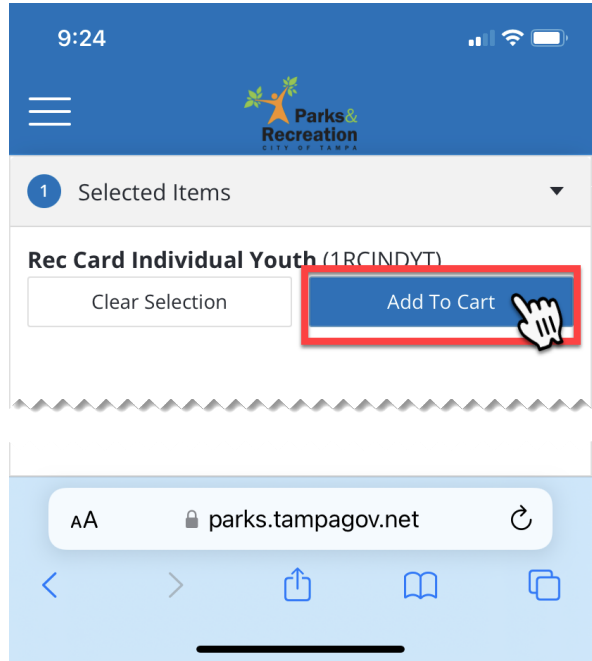 9:24
Parks&
Recreation
CITY OF TAMPA
1 Selected Items
Rec Card Individual Youth (1RCINDYT)
Clear Selection
Add To Cart
AA parks.tampagov.net